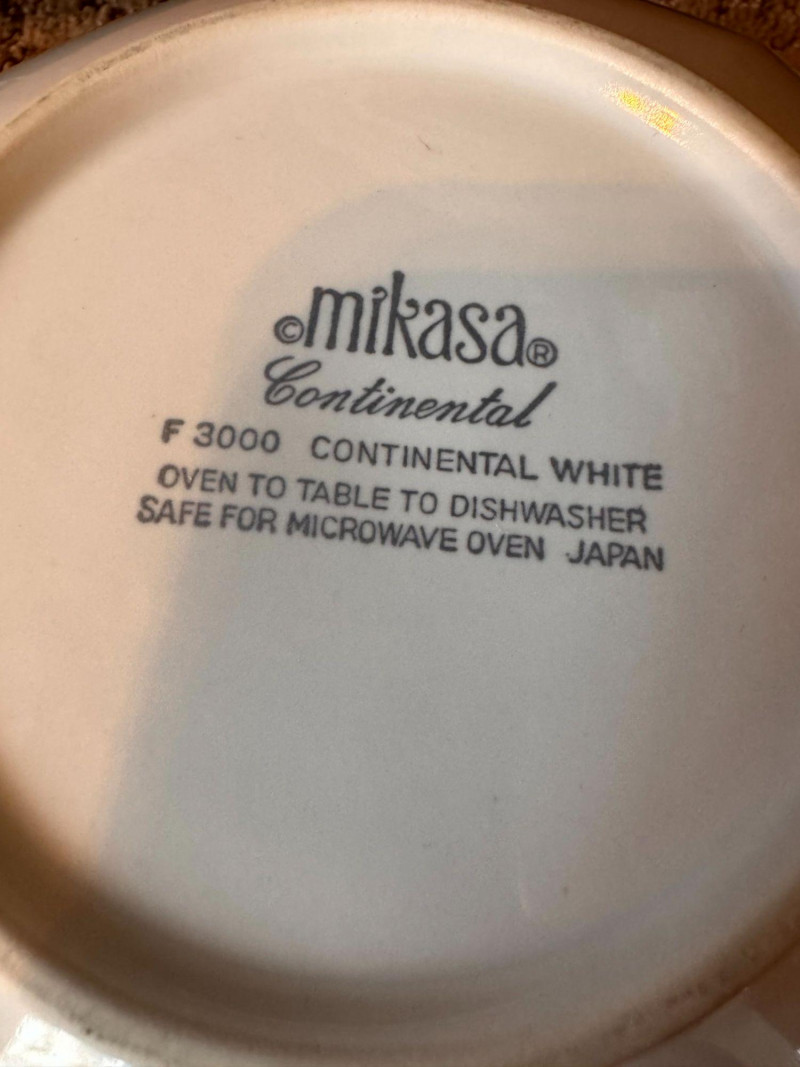 ©mikasa®
Continental
F 3000 CONTINENTAL WHITE
OVEN TO TABLE TO DISHWASHER
SAFE FOR MICROWAVE OVEN JAPAN